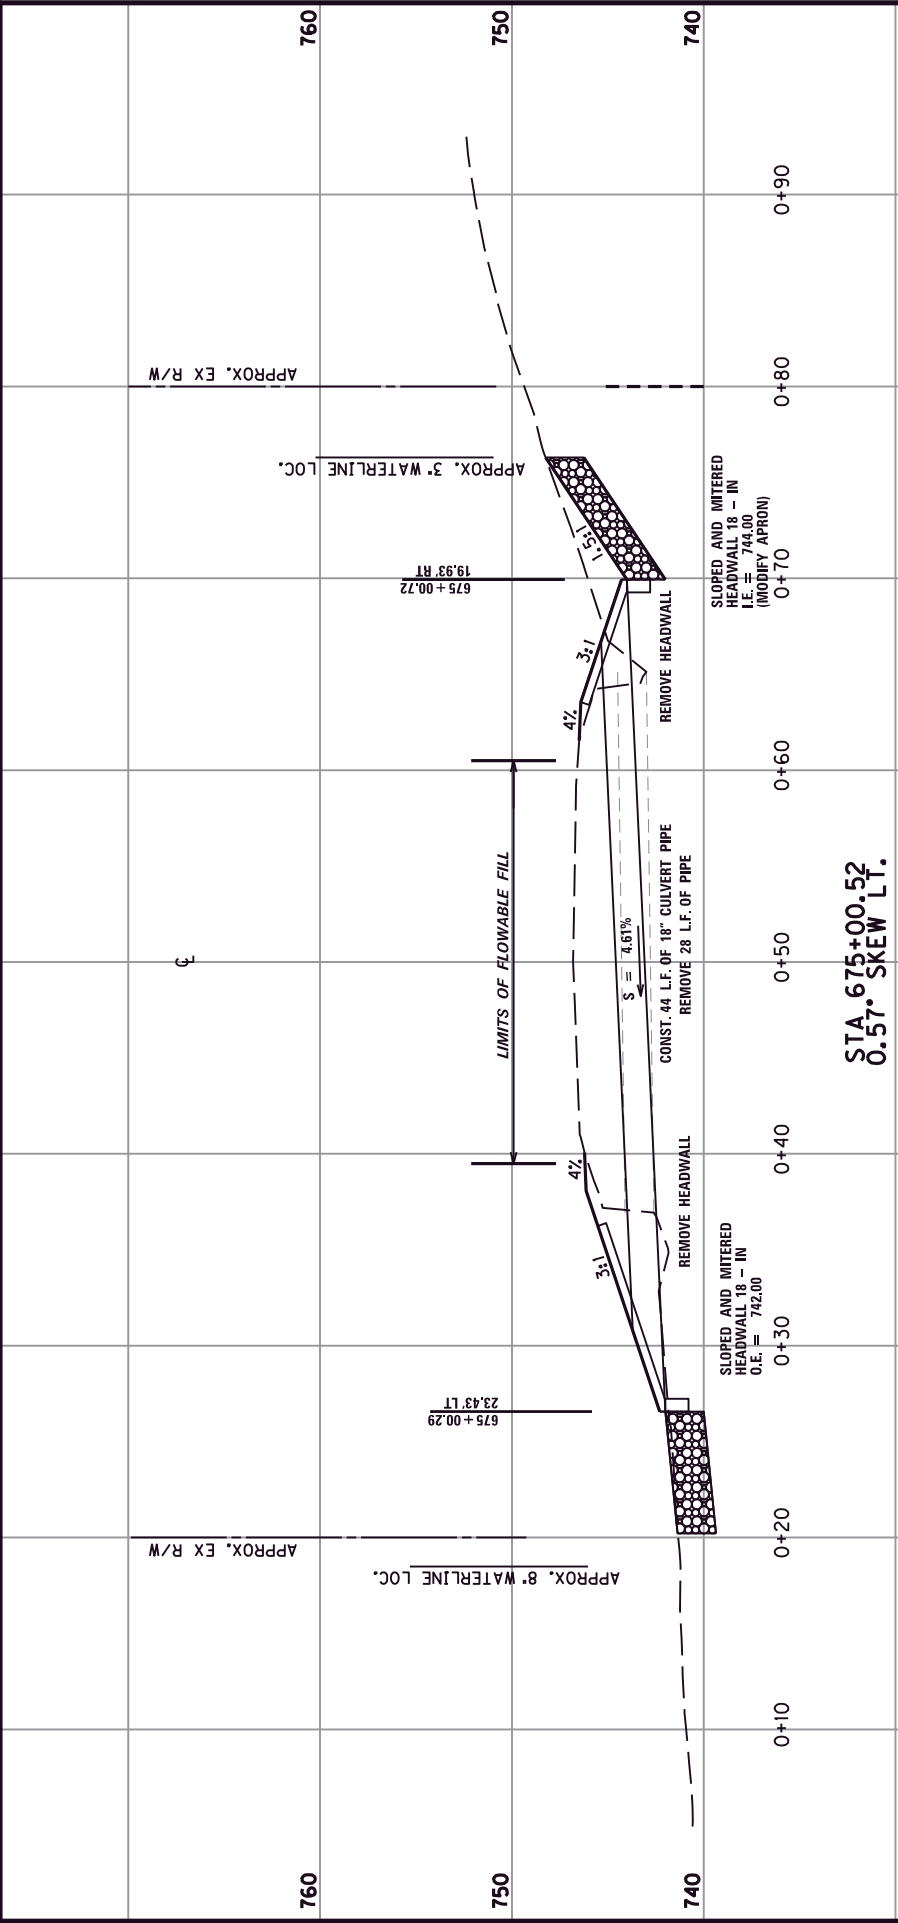 760
750
740
APPROX. EX R/W
APPROX. 8" WATERLINE LOC.
675 + 00.29
23.43' LT
3:1
4%
LIMITS OF FLOWABLE FILL
℄
4%
3:1
675 + 00.72
19.93' RT
1.5:1
APPROX. 3" WATERLINE LOC.
APPROX. EX R/W
760
750
740
S = 4.61%
CONST. 44 L.F. OF 18" CULVERT PIPE
REMOVE 28 L.F. OF PIPE
REMOVE HEADWALL
REMOVE HEADWALL
SLOPED AND MITERED
HEADWALL 18 - IN
O.E. = 742.00
SLOPED AND MITERED
HEADWALL 18 - IN
I.E. = 744.00
(MODIFY APRON)
0+10
0+20
0+30
0+40
0+50
0+60
0+70
0+80
0+90
STA 675+00.52
0.57° SKEW LT.